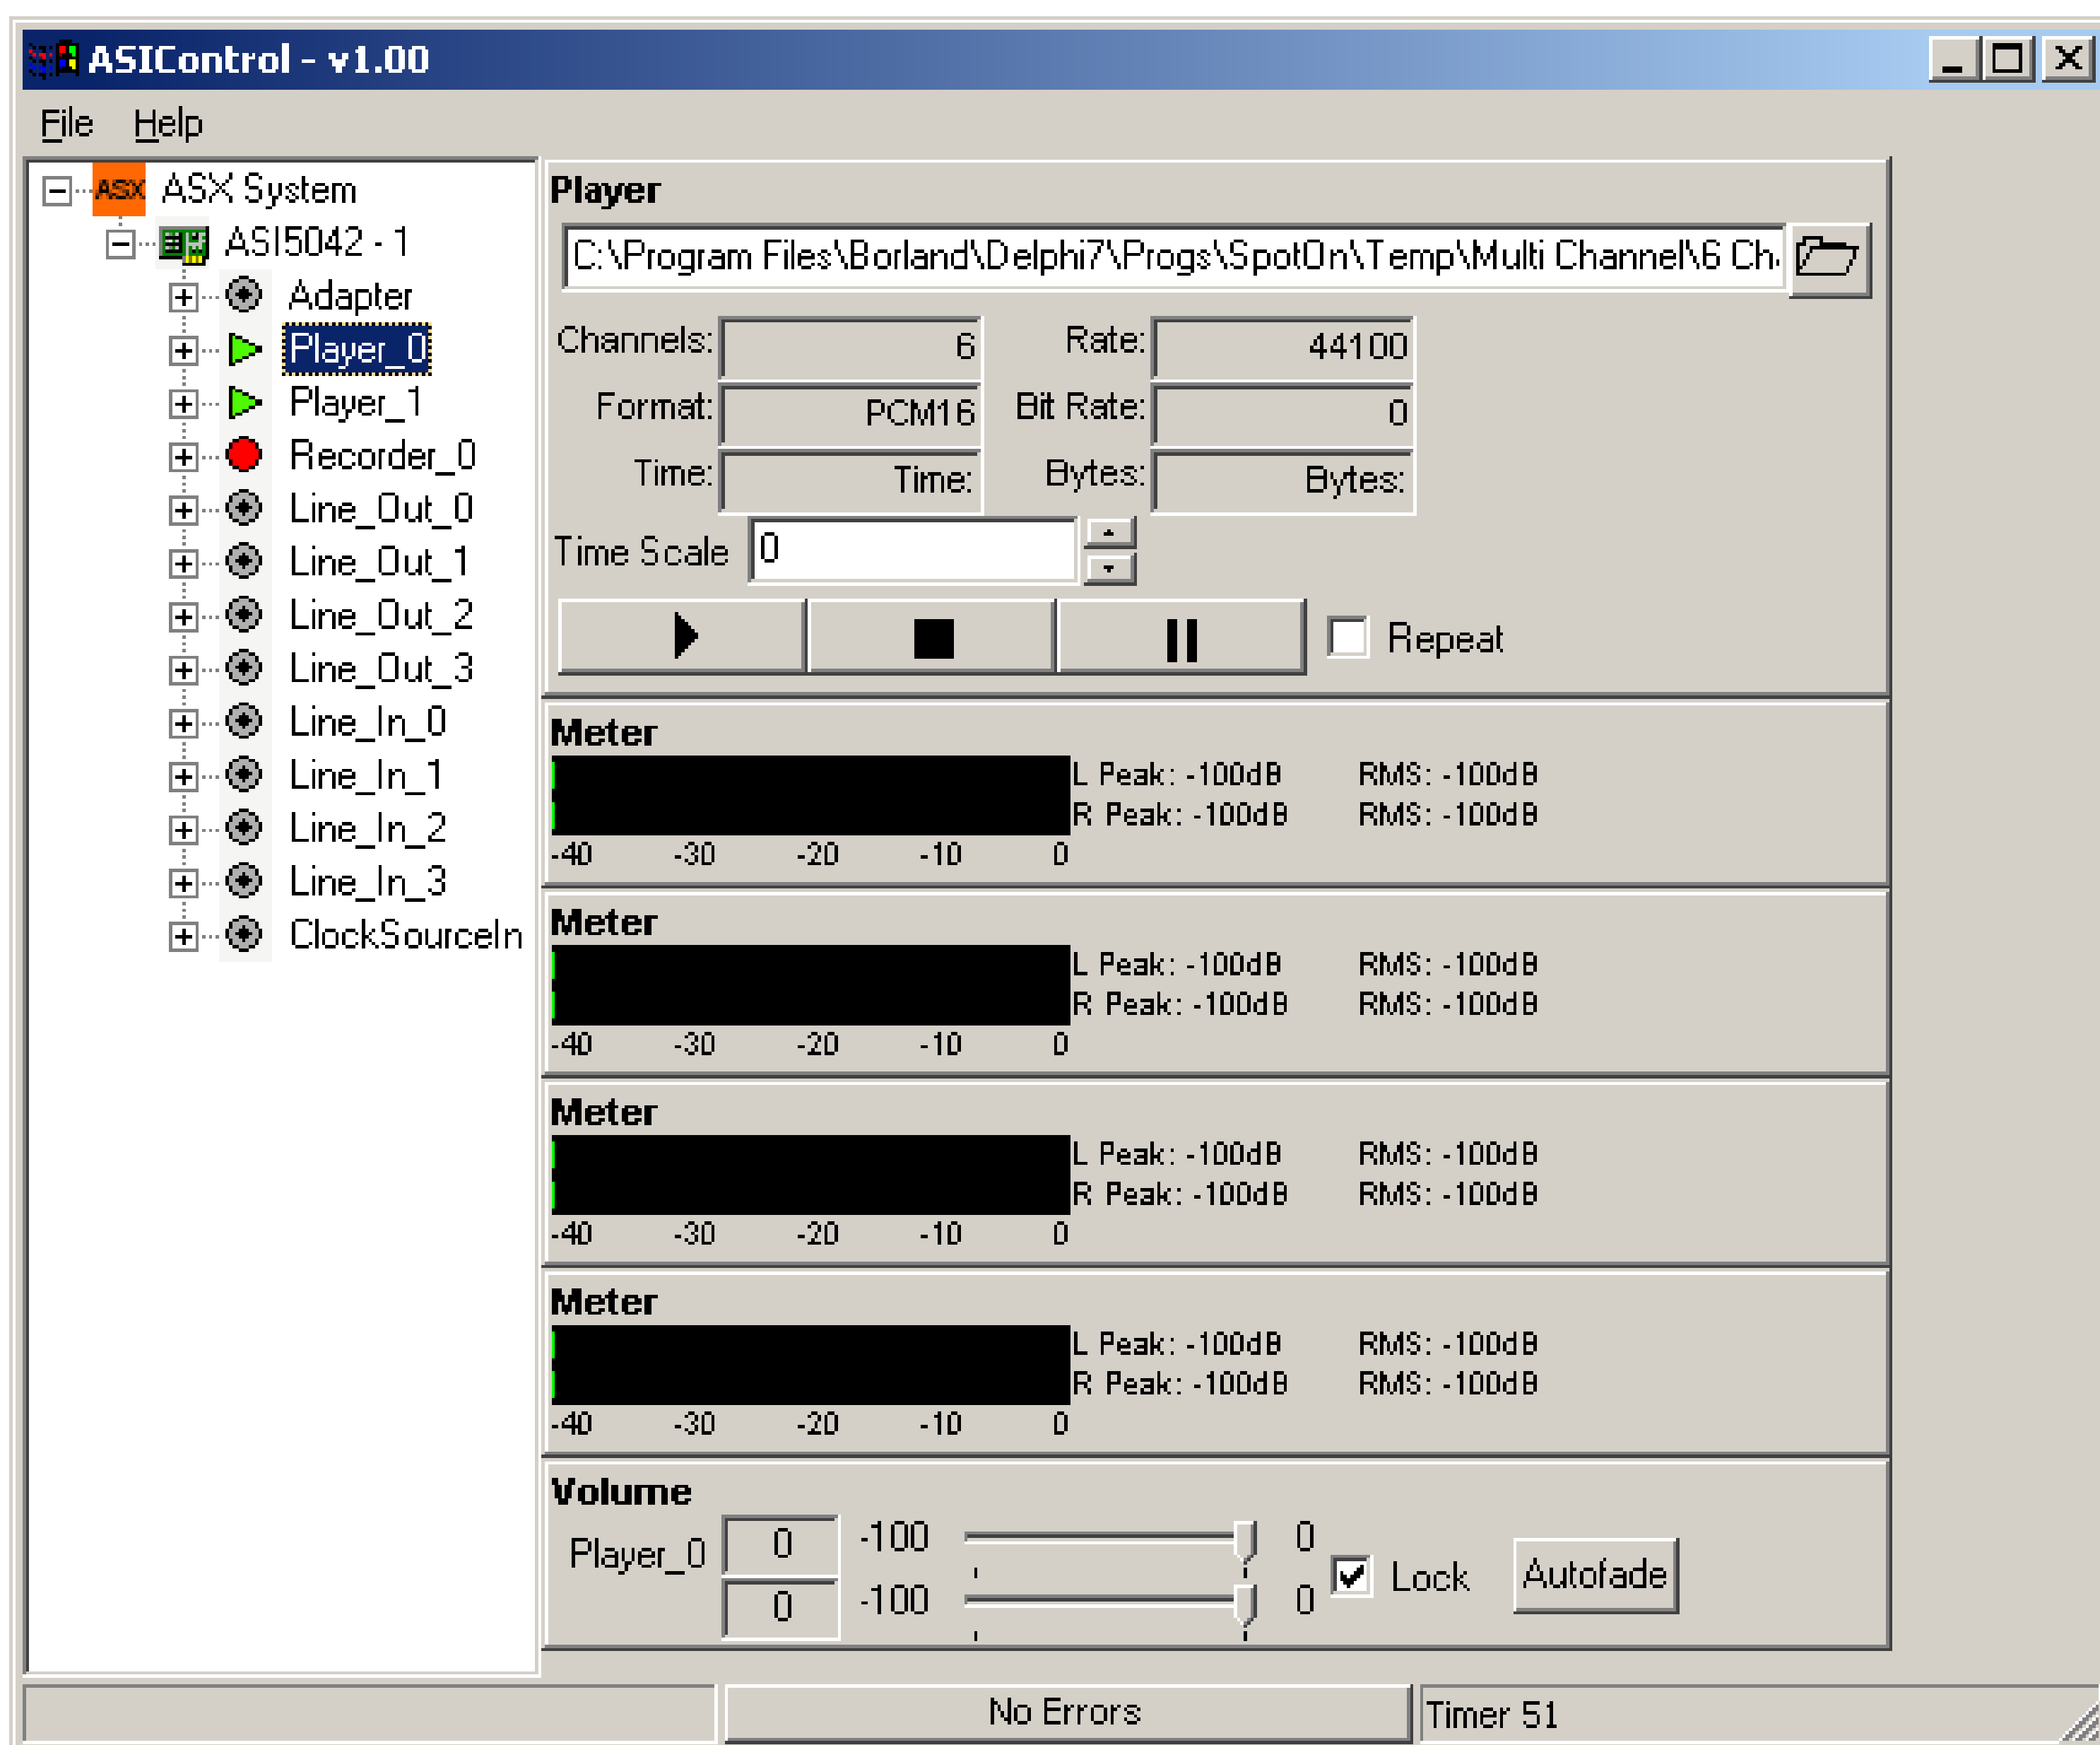 ASIControl - v1.00
File Help
ASX ASX System
ASI5042 - 1
Adapter
Player_0
Player_1
Recorder_0
Line_Out_0
Line_Out_1
Line_Out_2
Line_Out_3
Line_In_0
Line_In_1
Line_In_2
Line_In_3
ClockSourceIn
Player
C:\Program Files\Borland\Delphi7\Progs\SpotOn\Temp\Multi Channel\6 Ch
Channels: 6 Rate: 44100
Format: PCM16 Bit Rate: 0
Time: Time: Bytes: Bytes:
Time Scale 0
Repeat
Meter
L Peak: -100dB RMS: -100dB
R Peak: -100dB RMS: -100dB
-40 -30 -20 -10 0
Meter
L Peak: -100dB RMS: -100dB
R Peak: -100dB RMS: -100dB
-40 -30 -20 -10 0
Meter
L Peak: -100dB RMS: -100dB
R Peak: -100dB RMS: -100dB
-40 -30 -20 -10 0
Meter
L Peak: -100dB RMS: -100dB
R Peak: -100dB RMS: -100dB
-40 -30 -20 -10 0
Volume
Player_0 0 -100 0
0 -100 0
Lock Autofade
No Errors Timer 51